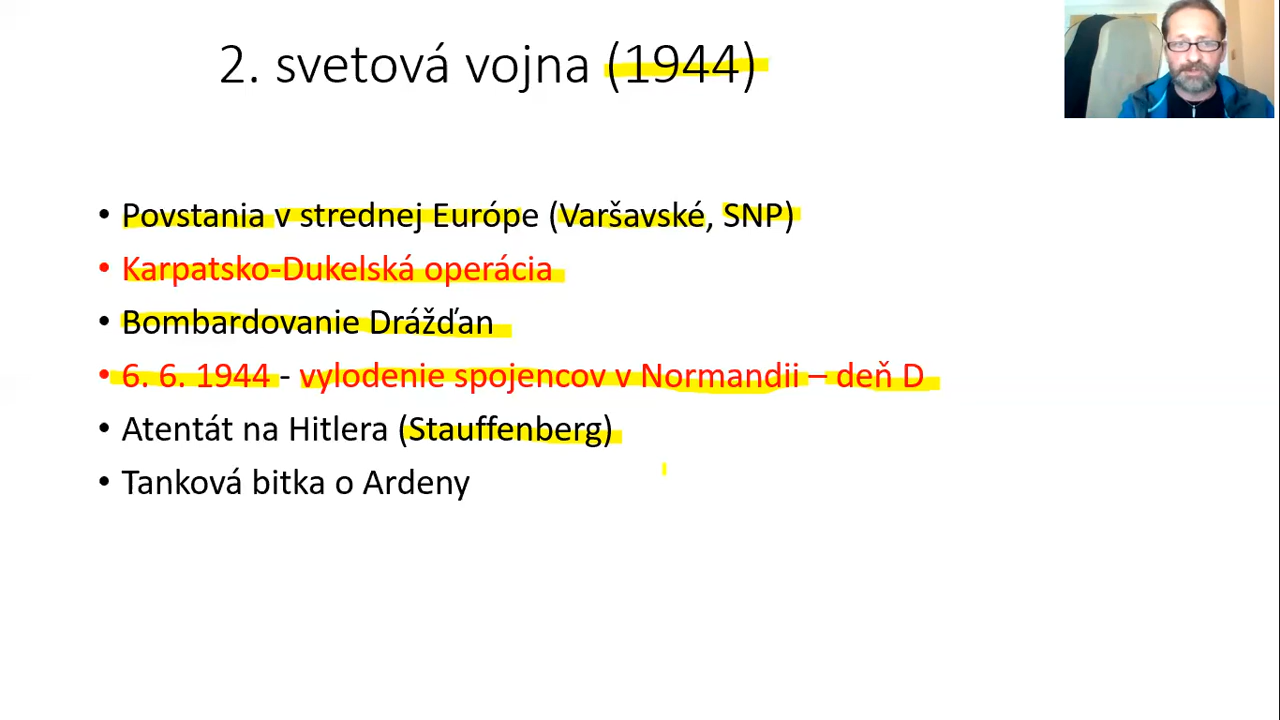 2. svetová vojna (1944)
• Povstania v strednej Európe (Varšavské, SNP)
• Karpatsko-Dukelská operácia
• Bombardovanie Drážďan
• 6. 6. 1944 - vylodenie spojencov v Normandii – deň D
• Atentát na Hitlera (Stauffenberg)
• Tanková bitka o Ardeny